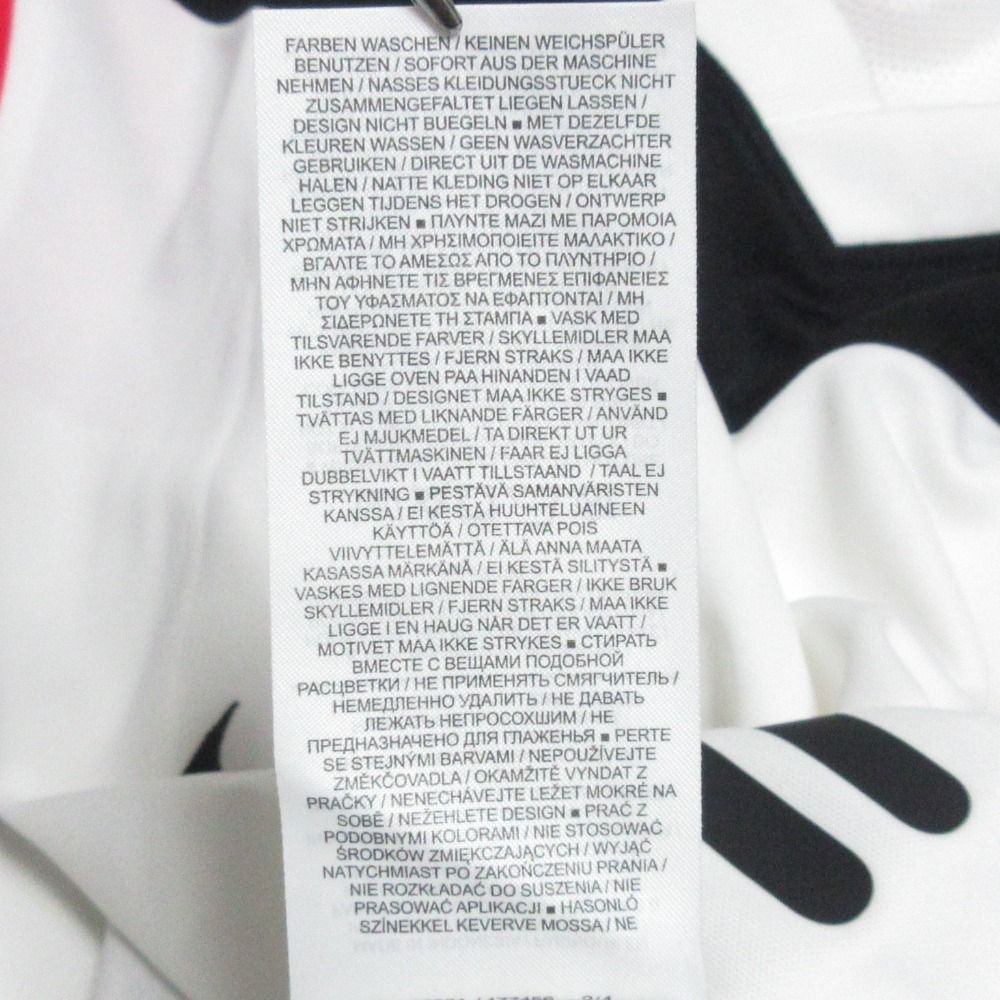 FARBEN WASCHEN / KEINEN WEICHSPÜLER
BENUTZEN / SOFORT AUS DER MASCHINE
NEHMEN / NASSES KLEIDUNGSSTUECK NICHT
ZUSAMMENGEFALTET LIEGEN LASSEN /
DESIGN NICHT BUEGELN ■ MET DEZELFDE
KLEUREN WASSEN / GEEN WASVERZACHTER
GEBRUIKEN / DIRECT UIT DE WASMACHINE
HALEN / NATTE KLEDING NIET OP ELKAAR
LEGGEN TIJDENS HET DROGEN / ONTWERP
NIET STRIJKEN ■ ΠΛΥΝΤΕ ΜΑΖΙ ΜΕ ΠΑΡΟΜΟΙΑ
ΧΡΩΜΑΤΑ / ΜΗ ΧΡΗΣΙΜΟΠΟΙΕΙΤΕ ΜΑΛΑΚΤΙΚΟ /
ΒΓΑΛΤΕ ΤΟ ΑΜΕΣΩΣ ΑΠΟ ΤΟ ΠΛΥΝΤΗΡΙΟ /
ΜΗΝ ΑΦΗΝΕΤΕ ΤΙΣ ΒΡΕΓΜΕΝΕΣ ΕΠΙΦΑΝΕΙΕΣ
ΤΟΥ ΥΦΑΣΜΑΤΟΣ ΝΑ ΕΦΑΠΤΟΝΤΑΙ / ΜΗ
ΣΙΔΕΡΩΝΕΤΕ ΤΗ ΣΤΑΜΠΑ ■ VASK MED
TILSVARENDE FARVER / SKYLLEMIDLER MAA
IKKE BENYTTES / FJERN STRAKS / MAA IKKE
LIGGE OVEN PAA HINANDEN I VAAD
TILSTAND / DESIGNET MAA IKKE STRYGES ■
TVÄTTAS MED LIKNANDE FÄRGER / ANVÄND
EJ MJUKMEDEL / TA DIREKT UT UR
TVÄTTMASKINEN / FAAR EJ LIGGA
DUBBELVIKT I VAATT TILLSTAAND / TAAL EJ
STRYKNING ■ PESTÄVÄ SAMANVÄRISTEN
KANSSA / EI KESTÄ HUUHTELUAINEEN
KÄYTTÖÄ / OTETTAVA POIS
VIIVYTTELEMÄTTÄ / ÄLÄ ANNA MAATA
KASASSA MÄRKÄNÄ / EI KESTÄ SILITYSTÄ ■
VASKES MED LIGNENDE FARGER / IKKE BRUK
SKYLLEMIDLER / FJERN STRAKS / MAA IKKE
LIGGE I EN HAUG NÅR DET ER VAATT /
MOTIVET MAA IKKE STRYKES ■ СТИРАТЬ
ВМЕСТЕ С ВЕЩАМИ ПОДОБНОЙ
РАСЦВЕТКИ / НЕ ПРИМЕНЯТЬ СМЯГЧИТЕЛЬ /
НЕМЕДЛЕННО УДАЛИТЬ / НЕ ДАВАТЬ
ЛЕЖАТЬ НЕПРОСОХШИМ / НЕ
ПРЕДНАЗНАЧЕНО ДЛЯ ГЛАЖЕНЬЯ ■ PERTE
SE STEJNÝMI BARVAMI / NEPOUŽÍVEJTE
ZMĚKČOVADLA / OKAMŽITĚ VYNDAT Z
PRAČKY / NENECHÁVEJTE LEŽET MOKRÉ NA
SOBĚ / NEŽEHLETE DESIGN ■ PRAĆ Z
PODOBNYMI KOLORAMI / NIE STOSOWAĆ
ŚRODKÓW ZMIĘKCZAJĄCYCH / WYJĄĆ
NATYCHMIAST PO ZAKOŃCZENIU PRANIA /
NIE ROZKŁADAĆ DO SUSZENIA / NIE
PRASOWAĆ APLIKACJI ■ HASONLÓ
SZÍNEKKEL KEVERVE MOSSA / NE